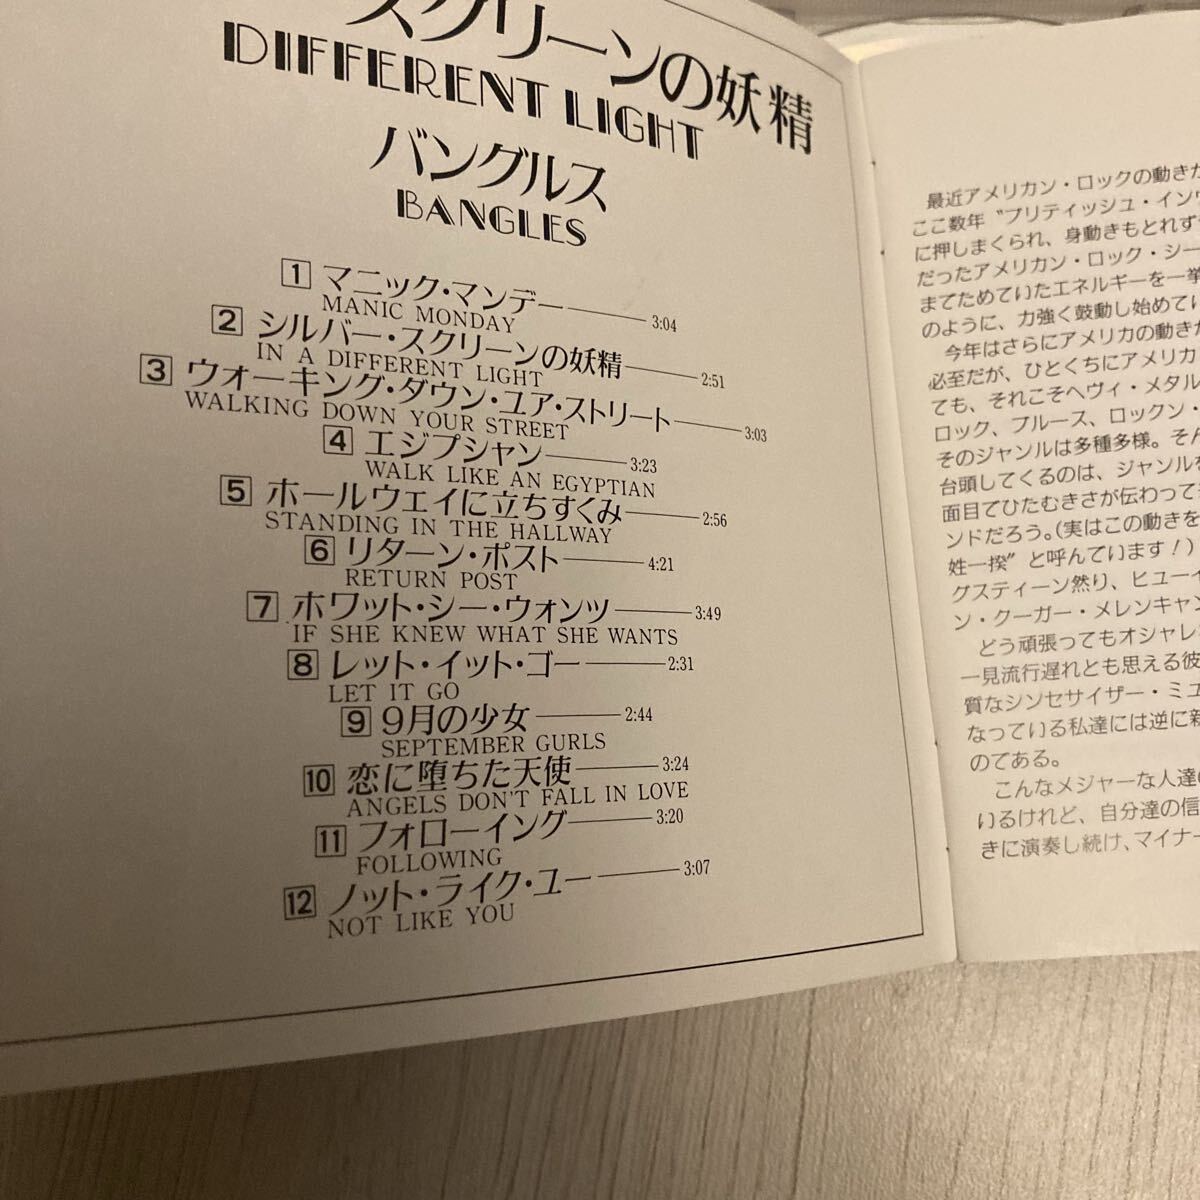 スクリーンの妖精
DIFFERENT LIGHT
バングルス
BANGLES
1 マニック・マンデー 3:04
MANIC MONDAY
2 シルバー・スクリーンの妖精 2:51
IN A DIFFERENT LIGHT
3 ウォーキング・ダウン・ユア・ストリート 3:03
WALKING DOWN YOUR STREET
4 エジプシャン 3:23
WALK LIKE AN EGYPTIAN
5 ホールウェイに立ちすくみ 2:56
STANDING IN THE HALLWAY
6 リターン・ポスト 4:21
RETURN POST
7 ホワット・シー・ウォンツ 3:49
IF SHE KNEW WHAT SHE WANTS
8 レット・イット・ゴー 2:31
LET IT GO
9 9月の少女 2:44
SEPTEMBER GURLS
10 恋に堕ちた天使 3:24
ANGELS DON'T FALL IN LOVE
11 フォローイング 3:20
FOLLOWING
12 ノット・ライク・ユー 3:07
NOT LIKE YOU
最近アメリカン・ロックの動きが
ここ数年〝ブリティッシュ・イン
に押しまくられ、身動きもとれず
だったアメリカン・ロック・シー
までためていたエネルギーを一挙
のように、力強く鼓動し始めてい
今年はさらにアメリカの動きが
必至だが、ひとくちにアメリカ
ても、それこそヘヴィ・メタル
ロック、ブルース、ロックン・
そのジャンルは多種多様。そん
台頭してくるのは、ジャンルを
面目でひたむきさが伝わって
ンドだろう。(実はこの動きを
姓一揆〞と呼んでいます!)
グスティーン然り、ヒューイ
ン・クーガー・メレンキャン
どう頑張ってもオシャレ
一見流行遅れとも思える彼
質なシンセサイザー・ミュ
なっている私達には逆に新
のである。
こんなメジャーな人達
いるけれど、自分達の信
きに演奏し続け、マイナー